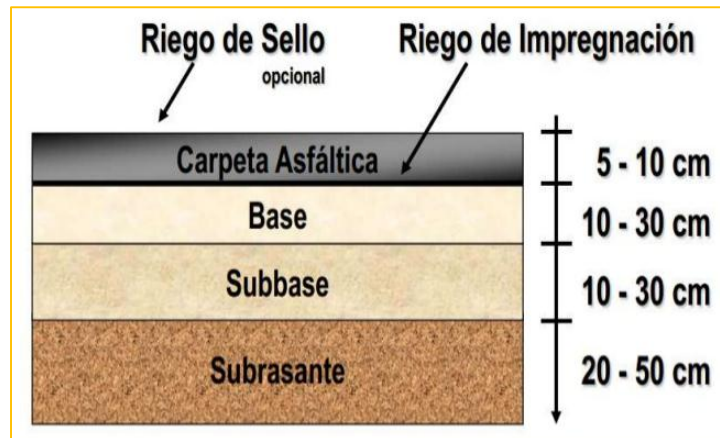 Riego de Sello
opcional
Riego de Impregnación
Carpeta Asfáltica
5 - 10 cm
Base
10 - 30 cm
Subbase
10 - 30 cm
Subrasante
20 - 50 cm